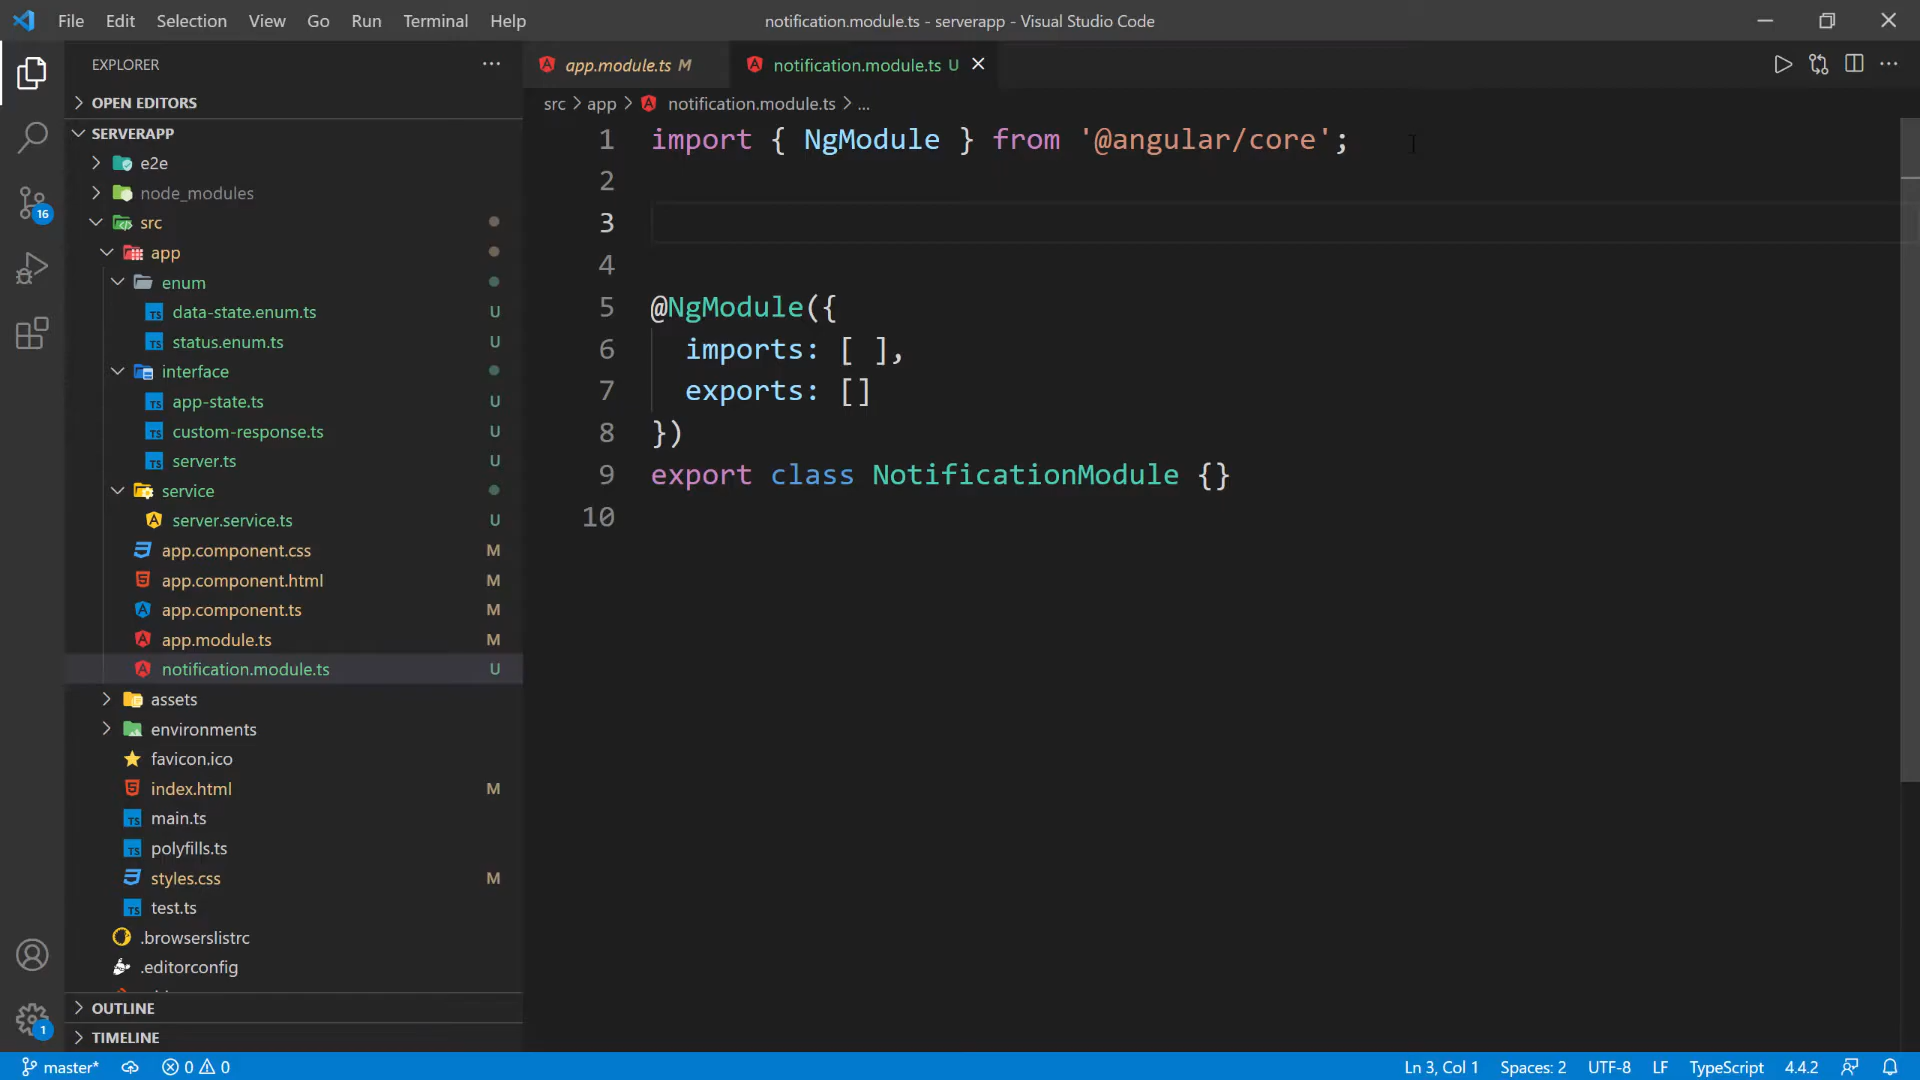 File Edit Selection View Go Run Terminal Help
notification.module.ts - serverapp - Visual Studio Code
EXPLORER
OPEN EDITORS
SERVERAPP
e2e
node_modules
src
app
enum
data-state.enum.ts U
status.enum.ts U
interface
app-state.ts U
custom-response.ts U
server.ts U
service
server.service.ts U
app.component.css M
app.component.html M
app.component.ts M
app.module.ts M
notification.module.ts U
assets
environments
favicon.ico
index.html M
main.ts
polyfills.ts
styles.css M
test.ts
.browserslistrc
.editorconfig
OUTLINE
TIMELINE
16
1
app.module.ts M
notification.module.ts U
src > app > notification.module.ts > ...
1 import { NgModule } from '@angular/core';
2
3
4
5 @NgModule({
6 imports: [ ],
7 exports: []
8 })
9 export class NotificationModule {}
10
master* 0 0
Ln 3, Col 1 Spaces: 2 UTF-8 LF TypeScript 4.4.2